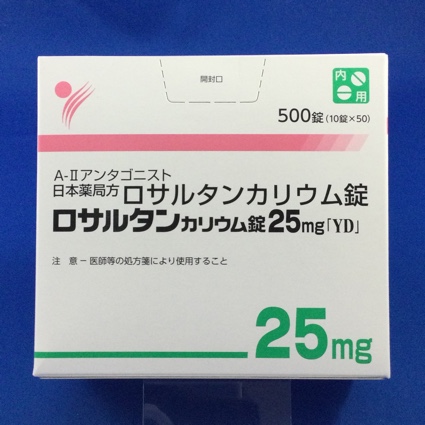 開封口
内
用
500錠(10錠×50)
A-Ⅱアンタゴニスト
日本薬局方 ロサルタンカリウム錠
ロサルタンカリウム錠25mg「YD」
注 意－医師等の処方箋により使用すること
25mg